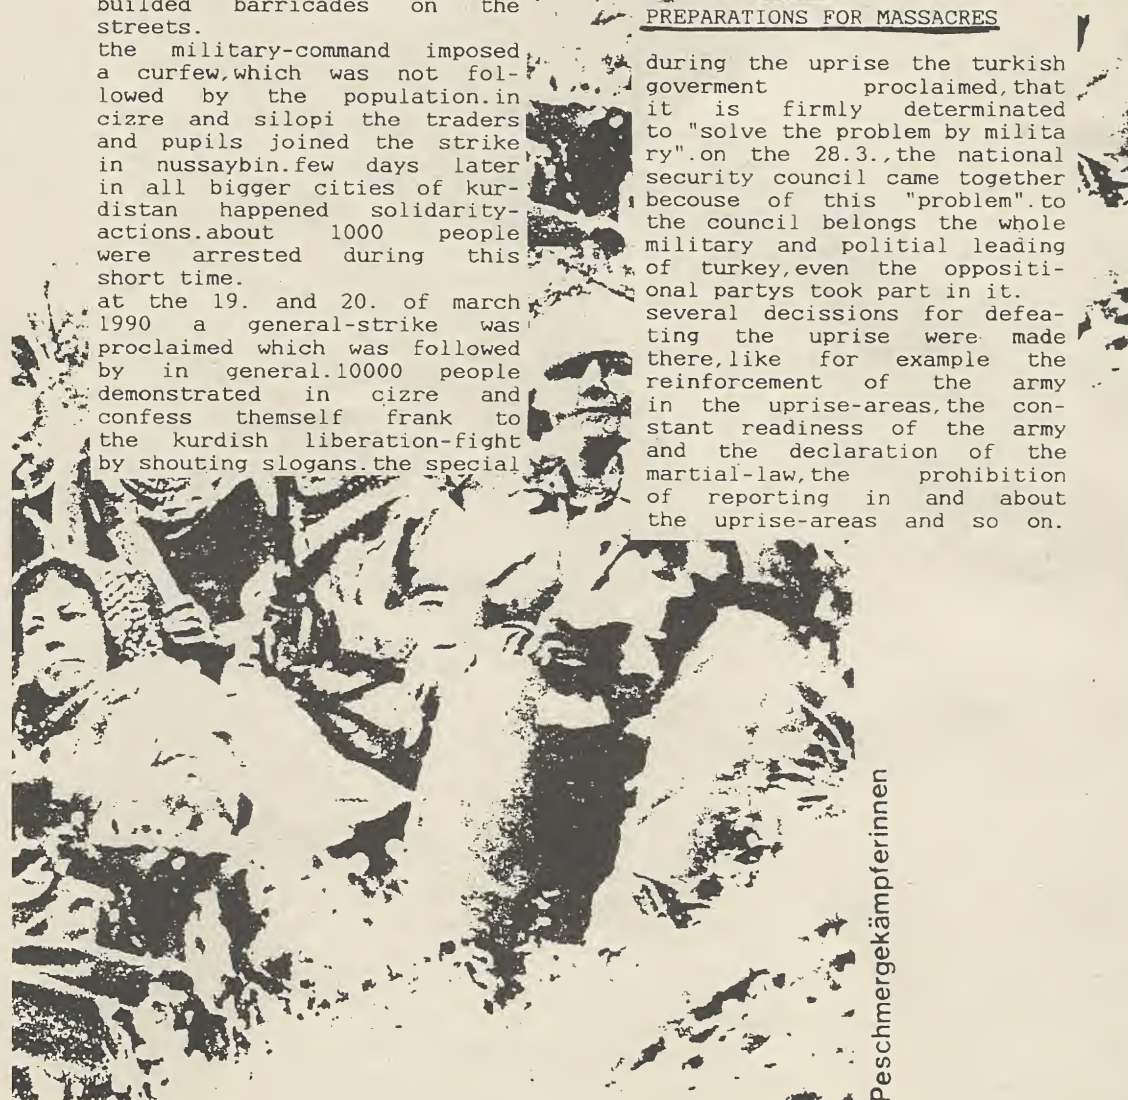 builded barricades on the
streets.
the military-command imposed
a curfew,which was not fol-
lowed by the population.in
cizre and silopi the traders
and pupils joined the strike
in nussaybin.few days later
in all bigger cities of kur-
distan happened solidarity-
actions.about 1000 people
were arrested during this
short time.
at the 19. and 20. of march
1990 a general-strike was
proclaimed which was followed
by in general.10000 people
demonstrated in cizre and
confess themself frank to
the kurdish liberation-fight
by shouting slogans.the special
PREPARATIONS FOR MASSACRES
during the uprise the turkish
goverment proclaimed,that
it is firmly determinated
to "solve the problem by milita
ry".on the 28.3.,the national
security council came together
becouse of this "problem".to
the council belongs the whole
military and politial leading
of turkey,even the oppositi-
onal partys took part in it.
several decissions for defea-
ting the uprise were made
there,like for example the
reinforcement of the army
in the uprise-areas,the con-
stant readiness of the army
and the declaration of the
martial-law,the prohibition
of reporting in and about
the uprise-areas and so on.
Peschmergekämpferinnen